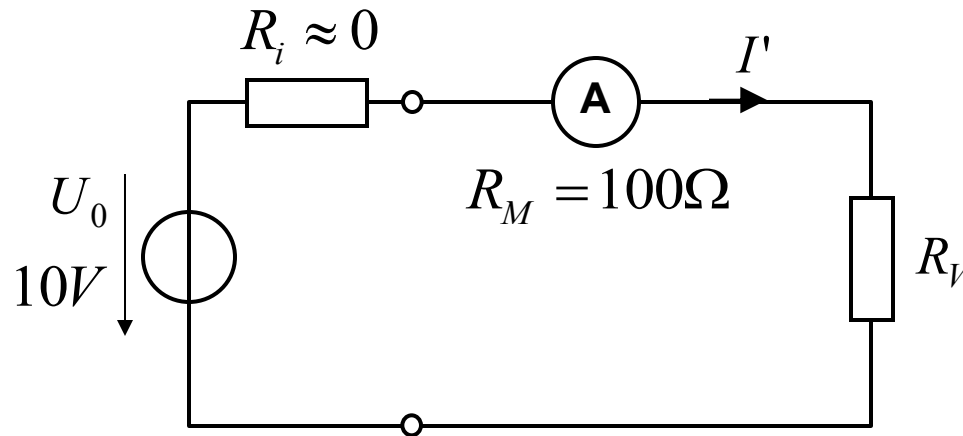 R_i ≈ 0
A
I'
R_M = 100Ω
U_0
10V
R_V